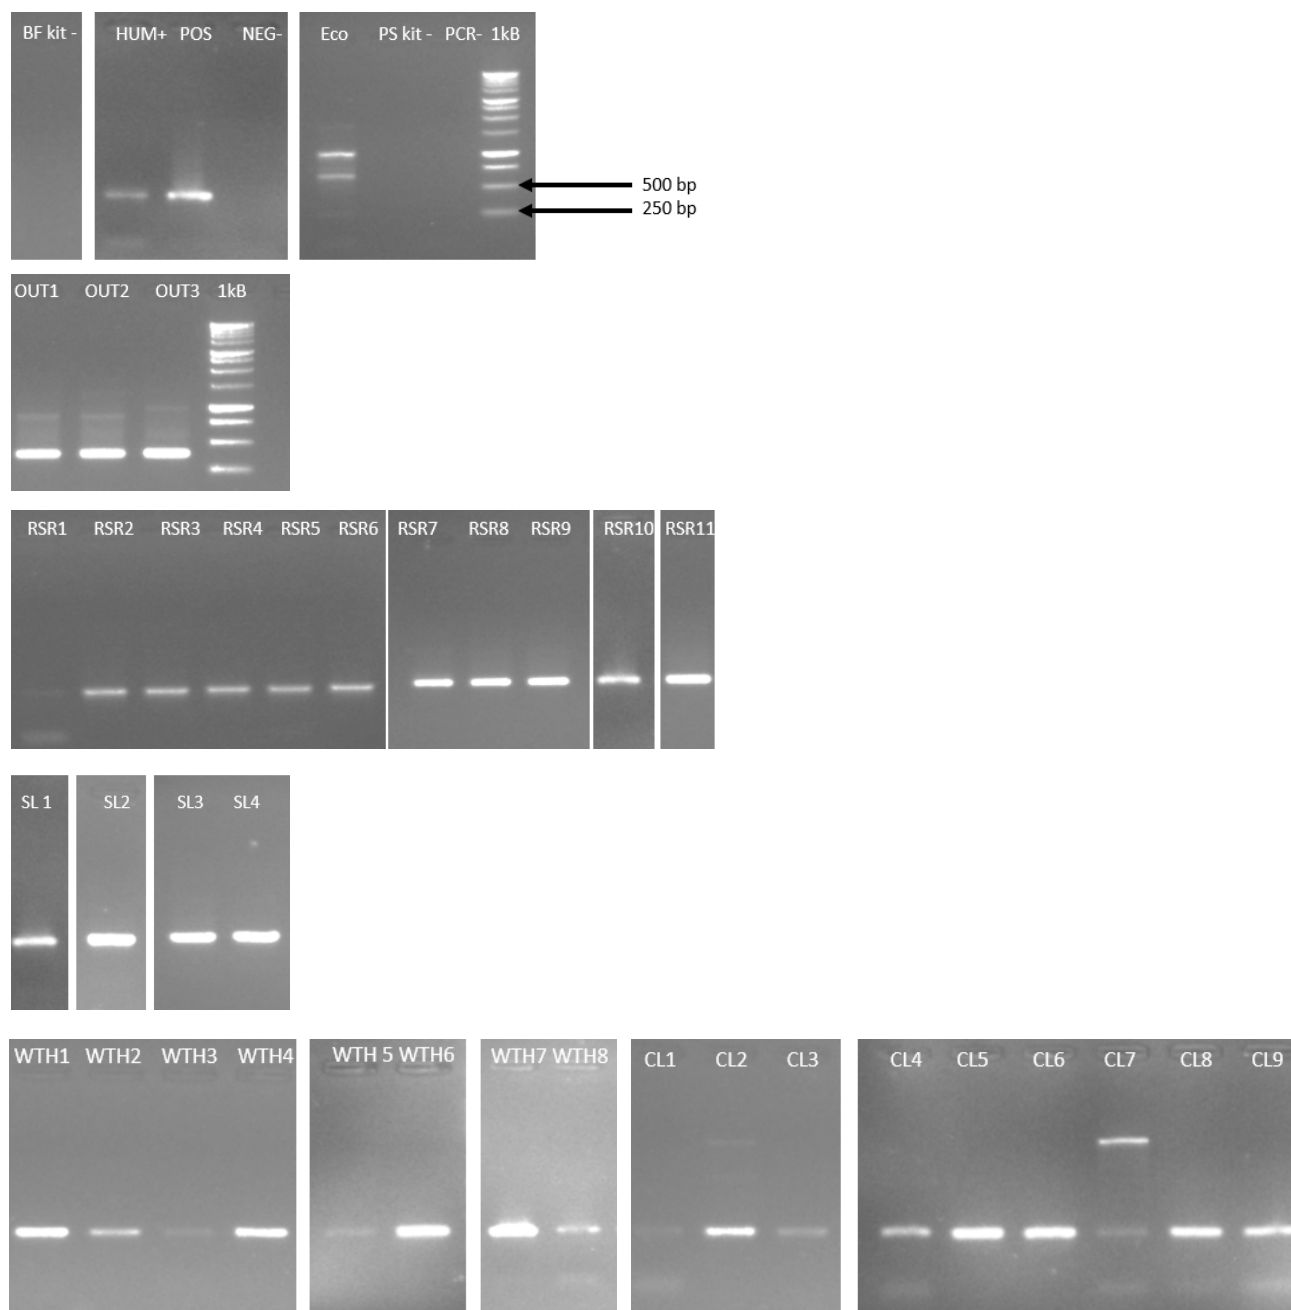 BF kit - HUM+ POS NEG- Eco PS kit - PCR- 1kB
500 bp
250 bp
OUT1 OUT2 OUT3 1kB
RSR1 RSR2 RSR3 RSR4 RSR5 RSR6 RSR7 RSR8 RSR9 RSR10 RSR11
SL 1 SL2 SL3 SL4
WTH1 WTH2 WTH3 WTH4 WTH 5 WTH6 WTH7 WTH8 CL1 CL2 CL3 CL4 CL5 CL6 CL7 CL8 CL9